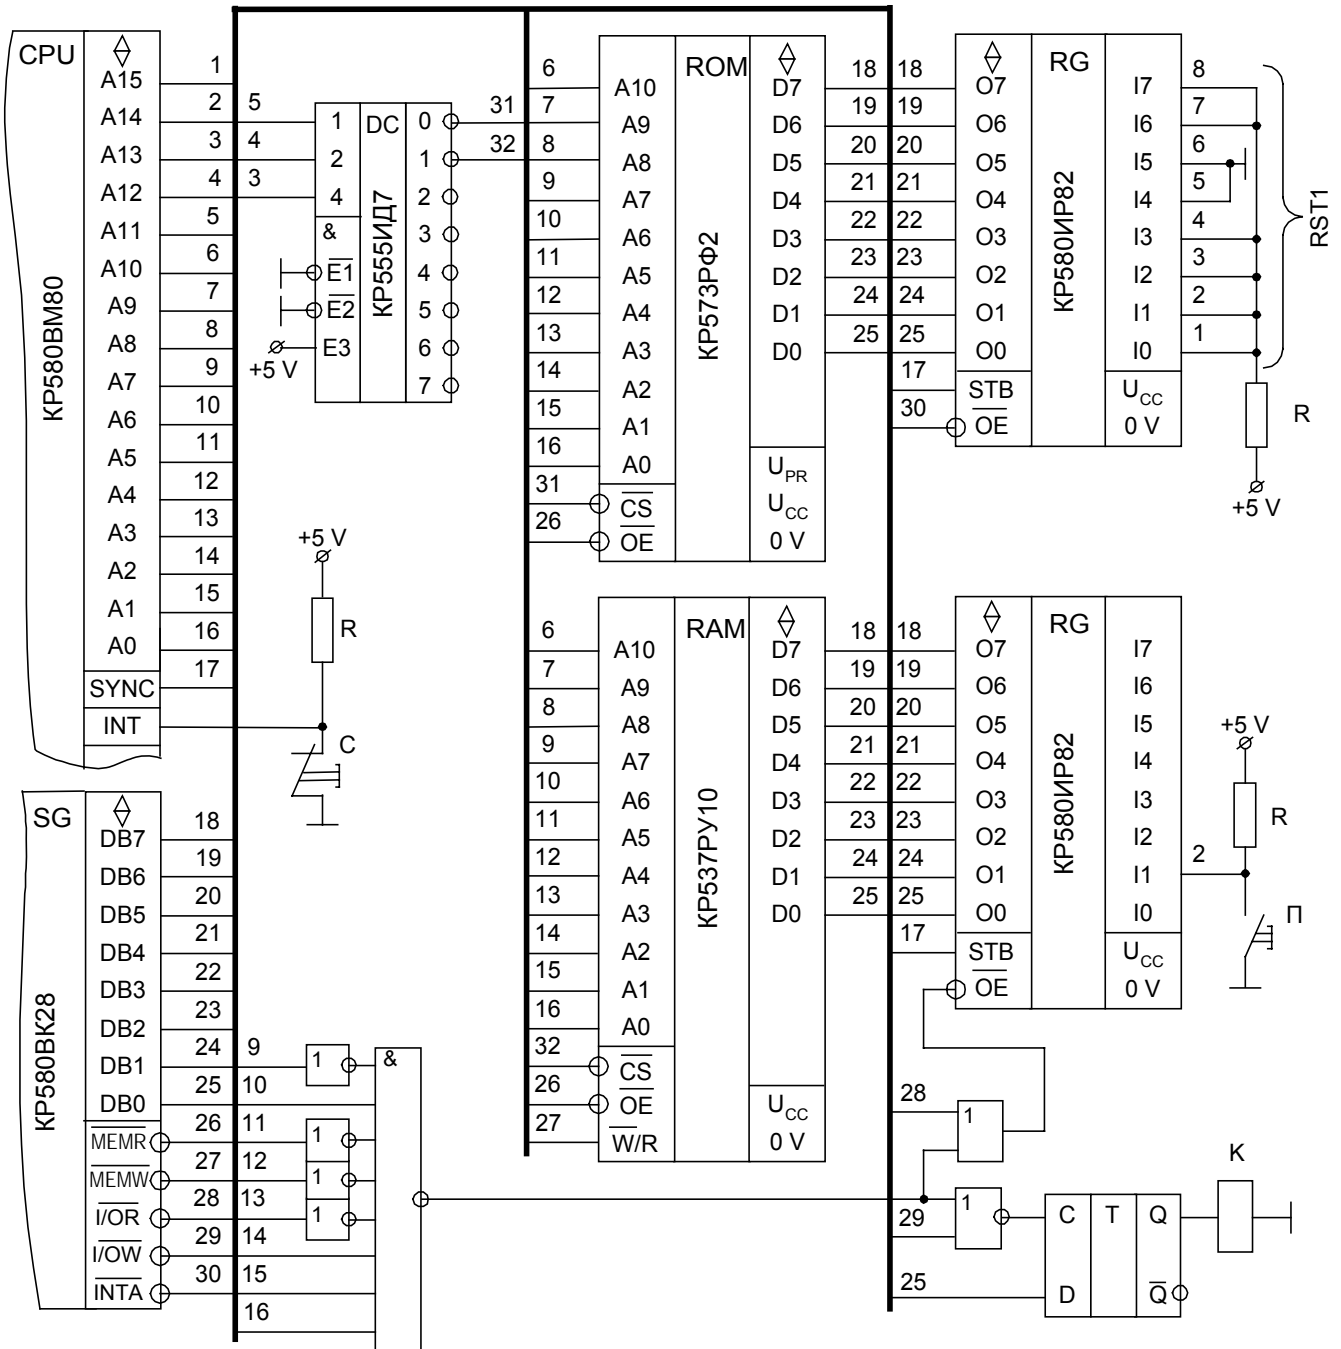 CPU
КР580ВМ80
A15
A14
A13
A12
A11
A10
A9
A8
A7
A6
A5
A4
A3
A2
A1
A0
SYNC
INT
1
2
3
4
5
6
7
8
9
10
11
12
13
14
15
16
17
5
4
3
1
2
4
&
E1
E2
E3
+5 V
DC
КР555ИД7
0
1
2
3
4
5
6
7
31
32
+5 V
R
C
SG
КР580ВК28
DB7
DB6
DB5
DB4
DB3
DB2
DB1
DB0
MEMR
MEMW
I/OR
I/OW
INTA
18
19
20
21
22
23
24
25
26
27
28
29
30
9
10
11
12
13
14
15
16
1
1
1
1
&
6
7
8
9
10
11
12
13
14
15
16
31
26
A10
A9
A8
A7
A6
A5
A4
A3
A2
A1
A0
CS
OE
ROM
КР573РФ2
D7
D6
D5
D4
D3
D2
D1
D0
UPR
UCC
0 V
18
19
20
21
22
23
24
25
6
7
8
9
10
11
12
13
14
15
16
32
26
27
A10
A9
A8
A7
A6
A5
A4
A3
A2
A1
A0
CS
OE
W/R
RAM
КР537РУ10
D7
D6
D5
D4
D3
D2
D1
D0
UCC
0 V
18
19
20
21
22
23
24
25
18
19
20
21
22
23
24
25
17
30
O7
O6
O5
O4
O3
O2
O1
O0
STB
OE
RG
КР580ИР82
I7
I6
I5
I4
I3
I2
I1
I0
UCC
0 V
8
7
6
5
4
3
2
1
RST1
R
+5 V
18
19
20
21
22
23
24
25
17
O7
O6
O5
O4
O3
O2
O1
O0
STB
OE
RG
КР580ИР82
I7
I6
I5
I4
I3
I2
I1
I0
UCC
0 V
2
+5 V
R
П
28
1
29
1
25
C
T
Q
D
Q
K